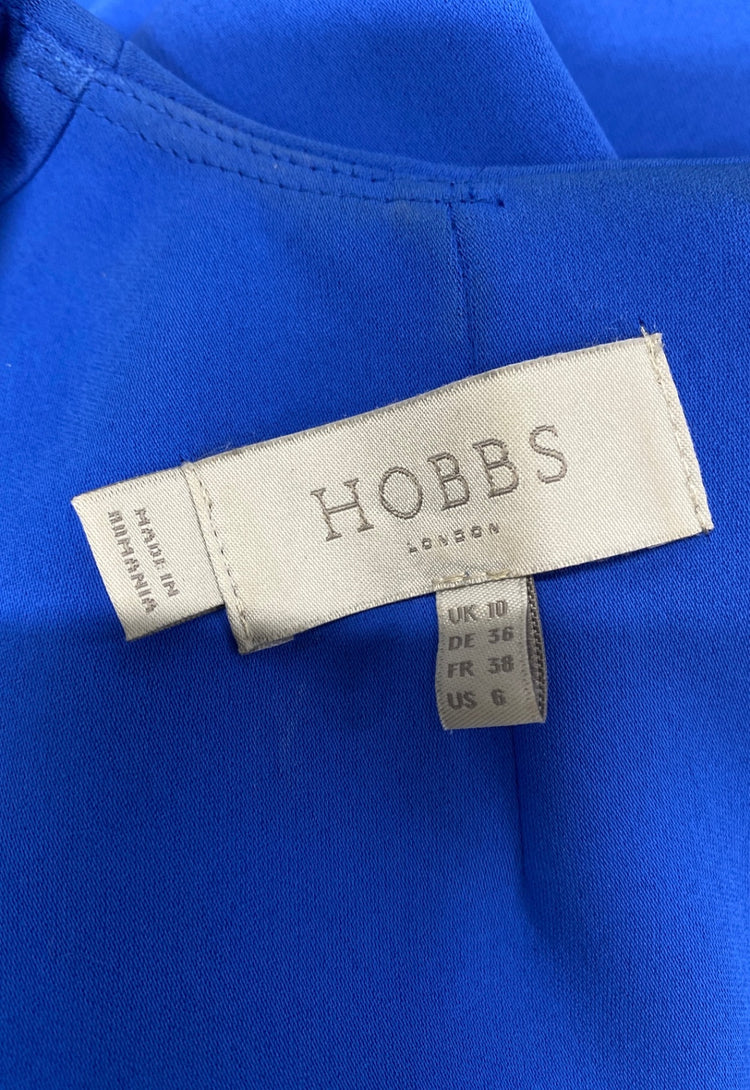 HOBBS
LONDON
MADE IN
ROMANIA
UK 10
DE 36
FR 38
US 6